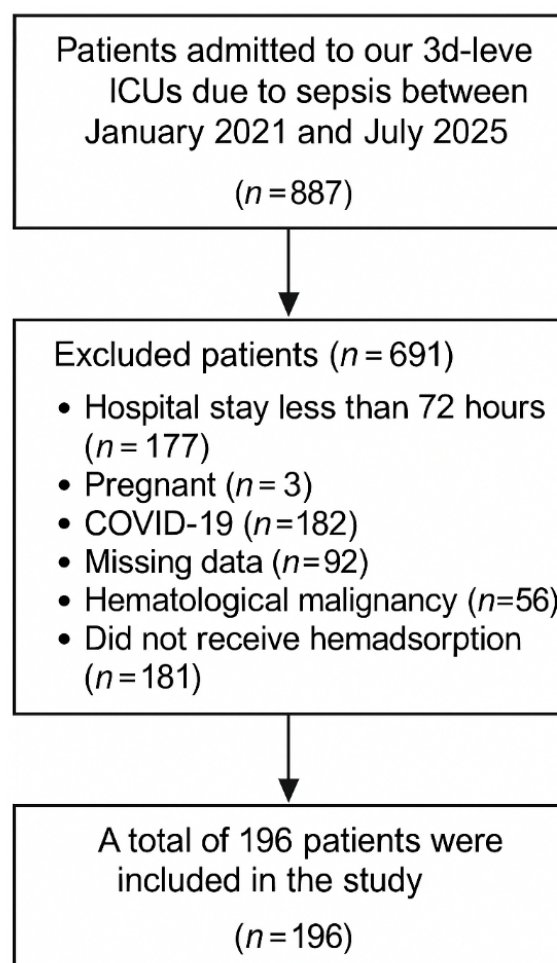 Patients admitted to our 3d-leve
ICUs due to sepsis between
January 2021 and July 2025
(n=887)
Excluded patients (n = 691)
• Hospital stay less than 72 hours
(n = 177)
• Pregnant (n = 3)
• COVID-19 (n=182)
• Missing data (n=92)
• Hematological malignancy (n=56)
• Did not receive hemadsorption
(n=181)
A total of 196 patients were
included in the study
(n=196)